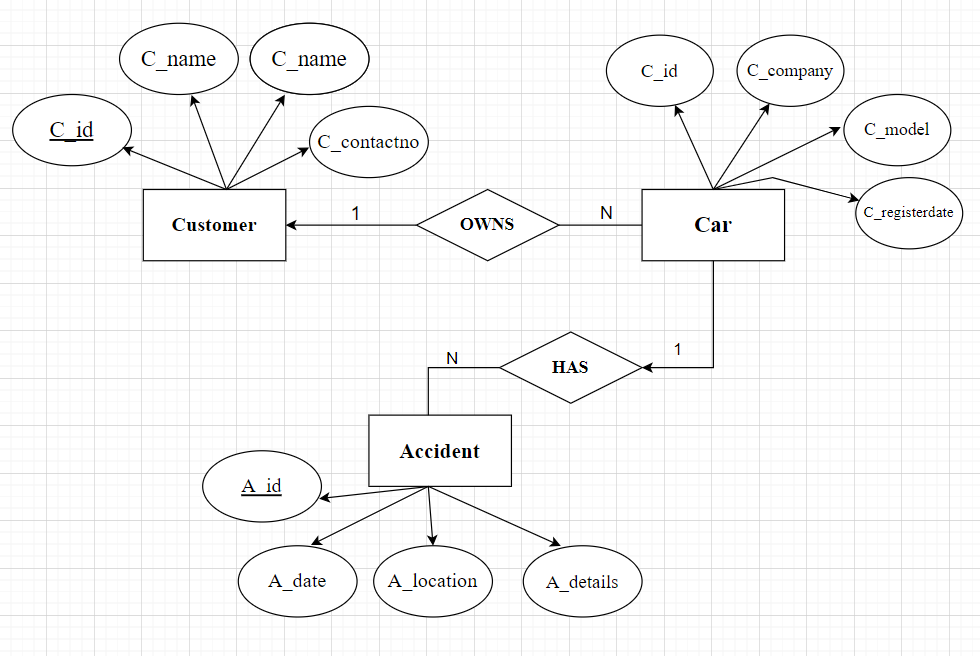 C_name
C_name
C_id
C_company
C_id
C_contactno
C_model
C_registerdate
Customer
1
OWNS
N
Car
N
HAS
1
Accident
A_id
A_date
A_location
A_details